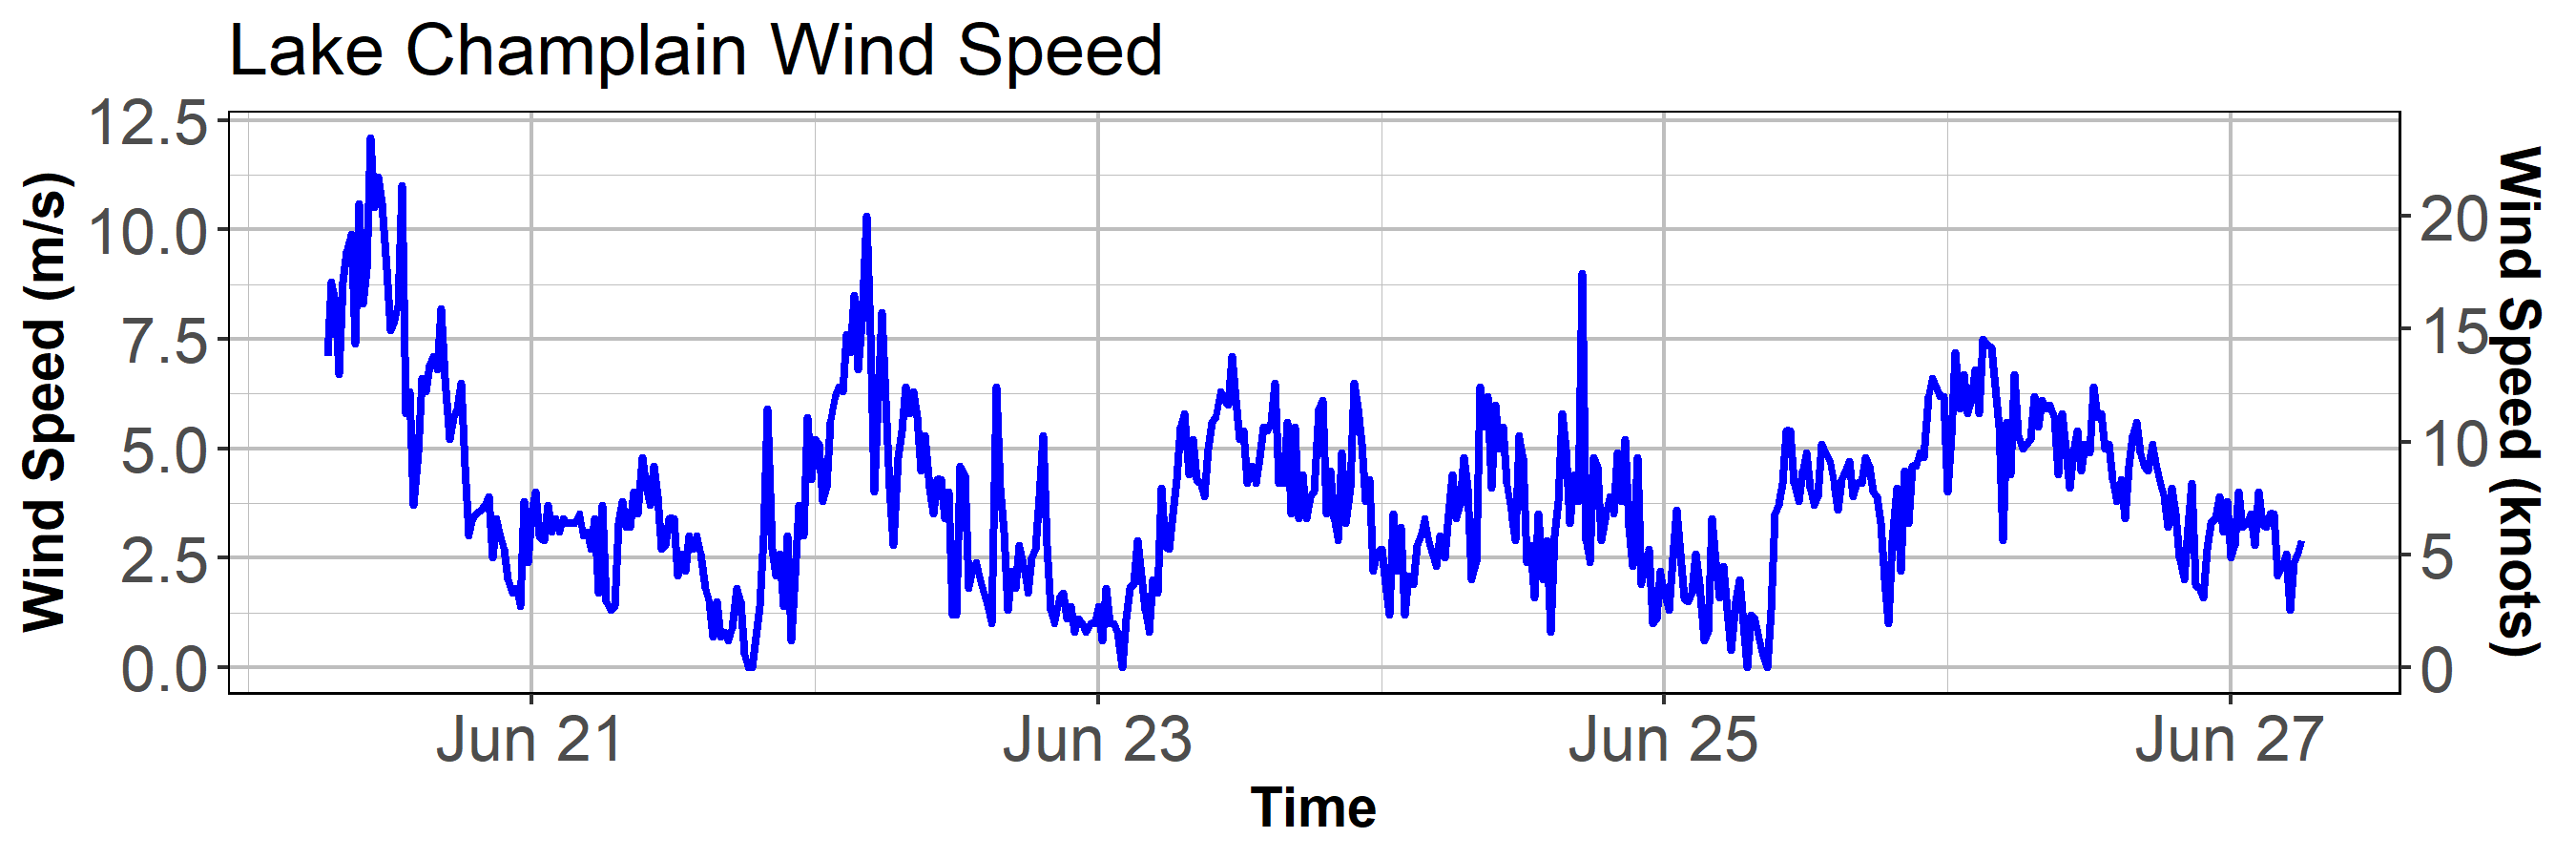 Lake Champlain Wind Speed
12.5
10.0
7.5
5.0
2.5
0.0
Wind Speed (m/s)
20
15
10
5
0
Wind Speed (knots)
Jun 21
Jun 23
Jun 25
Jun 27
Time